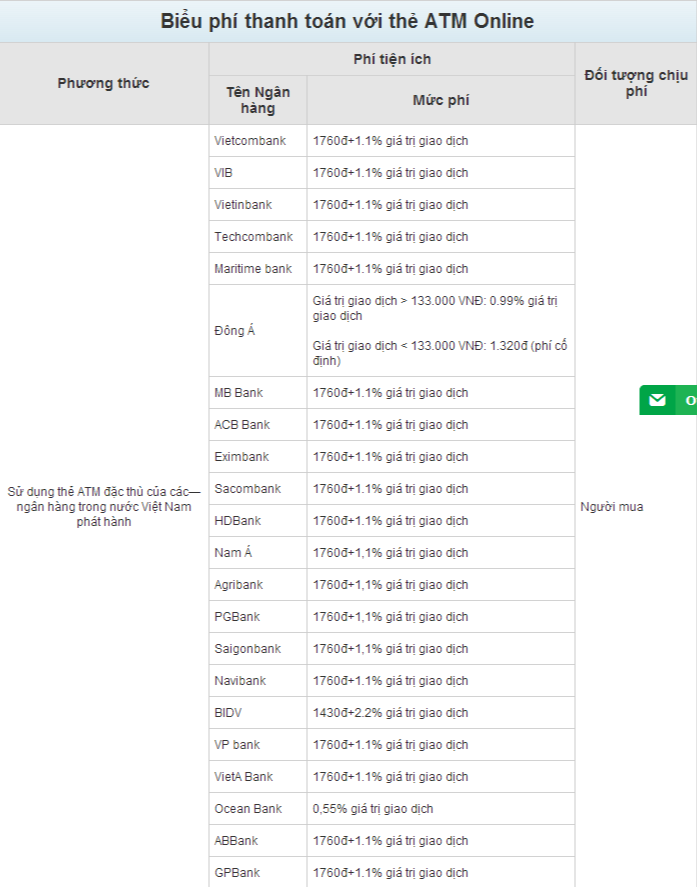 Biểu phí thanh toán với thẻ ATM Online
Phương thức
Phí tiện ích
Đối tượng chịu
phí
Tên Ngân
hàng
Mức phí
Sử dụng thẻ ATM đặc thù của các—
ngân hàng trong nước Việt Nam
phát hành
Vietcombank 1760đ+1.1% giá trị giao dịch
VIB 1760đ+1.1% giá trị giao dịch
Vietinbank 1760đ+1.1% giá trị giao dịch
Techcombank 1760đ+1.1% giá trị giao dịch
Maritime bank 1760đ+1.1% giá trị giao dịch
Đông Á
Giá trị giao dịch > 133.000 VNĐ: 0.99% giá trị
giao dịch
Giá trị giao dịch < 133.000 VNĐ: 1.320đ (phí cố
định)
MB Bank 1760đ+1.1% giá trị giao dịch
ACB Bank 1760đ+1.1% giá trị giao dịch
Eximbank 1760đ+1.1% giá trị giao dịch
Sacombank 1760đ+1.1% giá trị giao dịch
HDBank 1760đ+1.1% giá trị giao dịch
Nam Á 1760đ+1,1% giá trị giao dịch
Agribank 1760đ+1,1% giá trị giao dịch
PGBank 1760đ+1,1% giá trị giao dịch
Saigonbank 1760đ+1,1% giá trị giao dịch
Navibank 1760đ+1.1% giá trị giao dịch
BIDV 1430đ+2.2% giá trị giao dịch
VP bank 1760đ+1.1% giá trị giao dịch
VietA Bank 1760đ+1.1% giá trị giao dịch
Ocean Bank 0,55% giá trị giao dịch
ABBank 1760đ+1.1% giá trị giao dịch
GPBank 1760đ+1.1% giá trị giao dịch
Người mua